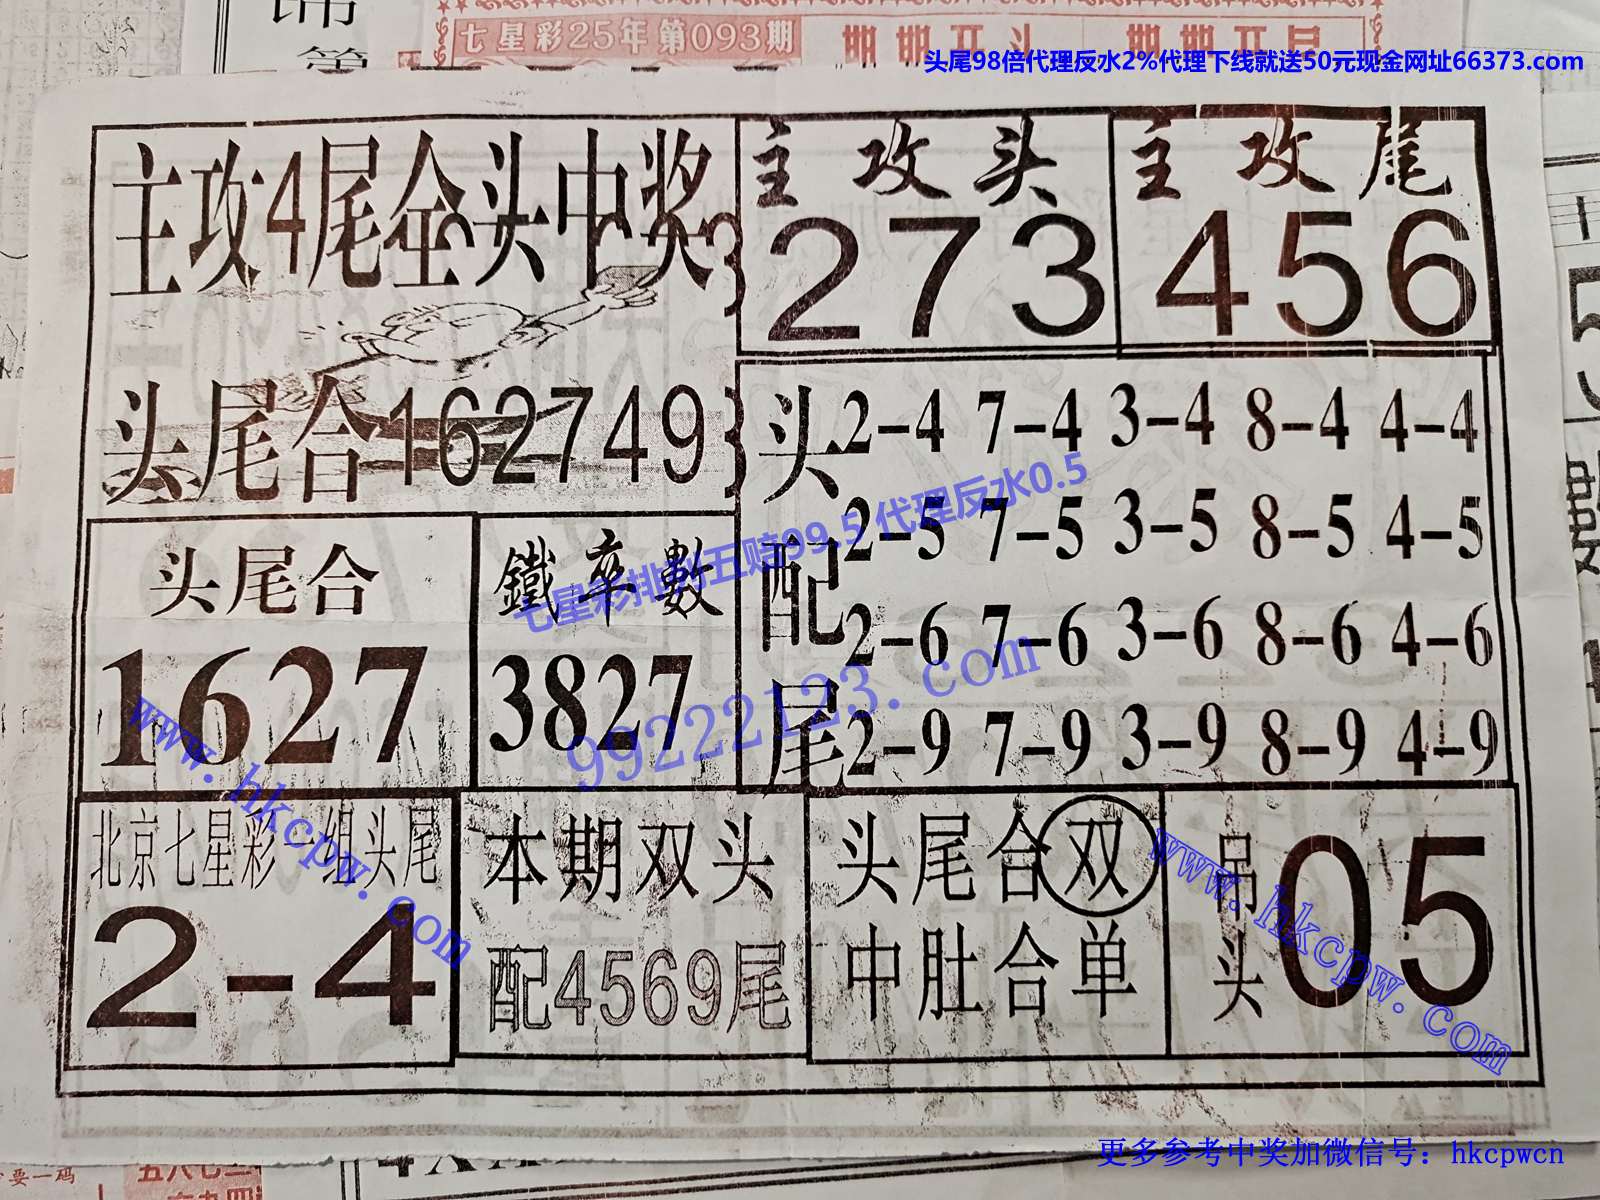 七星彩25年第093期
头尾98倍代理反水2%代理下线就送50元现金网址66373.com
主攻4尾全头中奖
主攻头
273
主攻尾
456
头尾合162749
头尾合
1627
鐵卒數
3827
头配尾
2-4 7-4 3-4 8-4 4-4
2-5 7-5 3-5 8-5 4-5
2-6 7-6 3-6 8-6 4-6
2-9 7-9 3-9 8-9 4-9
七星彩排列五赔99.5 代理反水0.5
99222123.com
www.hkcpw.com
北京七星彩一组头尾
2-4
本期双头
配4569尾
头尾合双
中肚合单
吊头
05
www.hkcpw.com
更多参考中奖加微信号：hkcpwcn
要一码